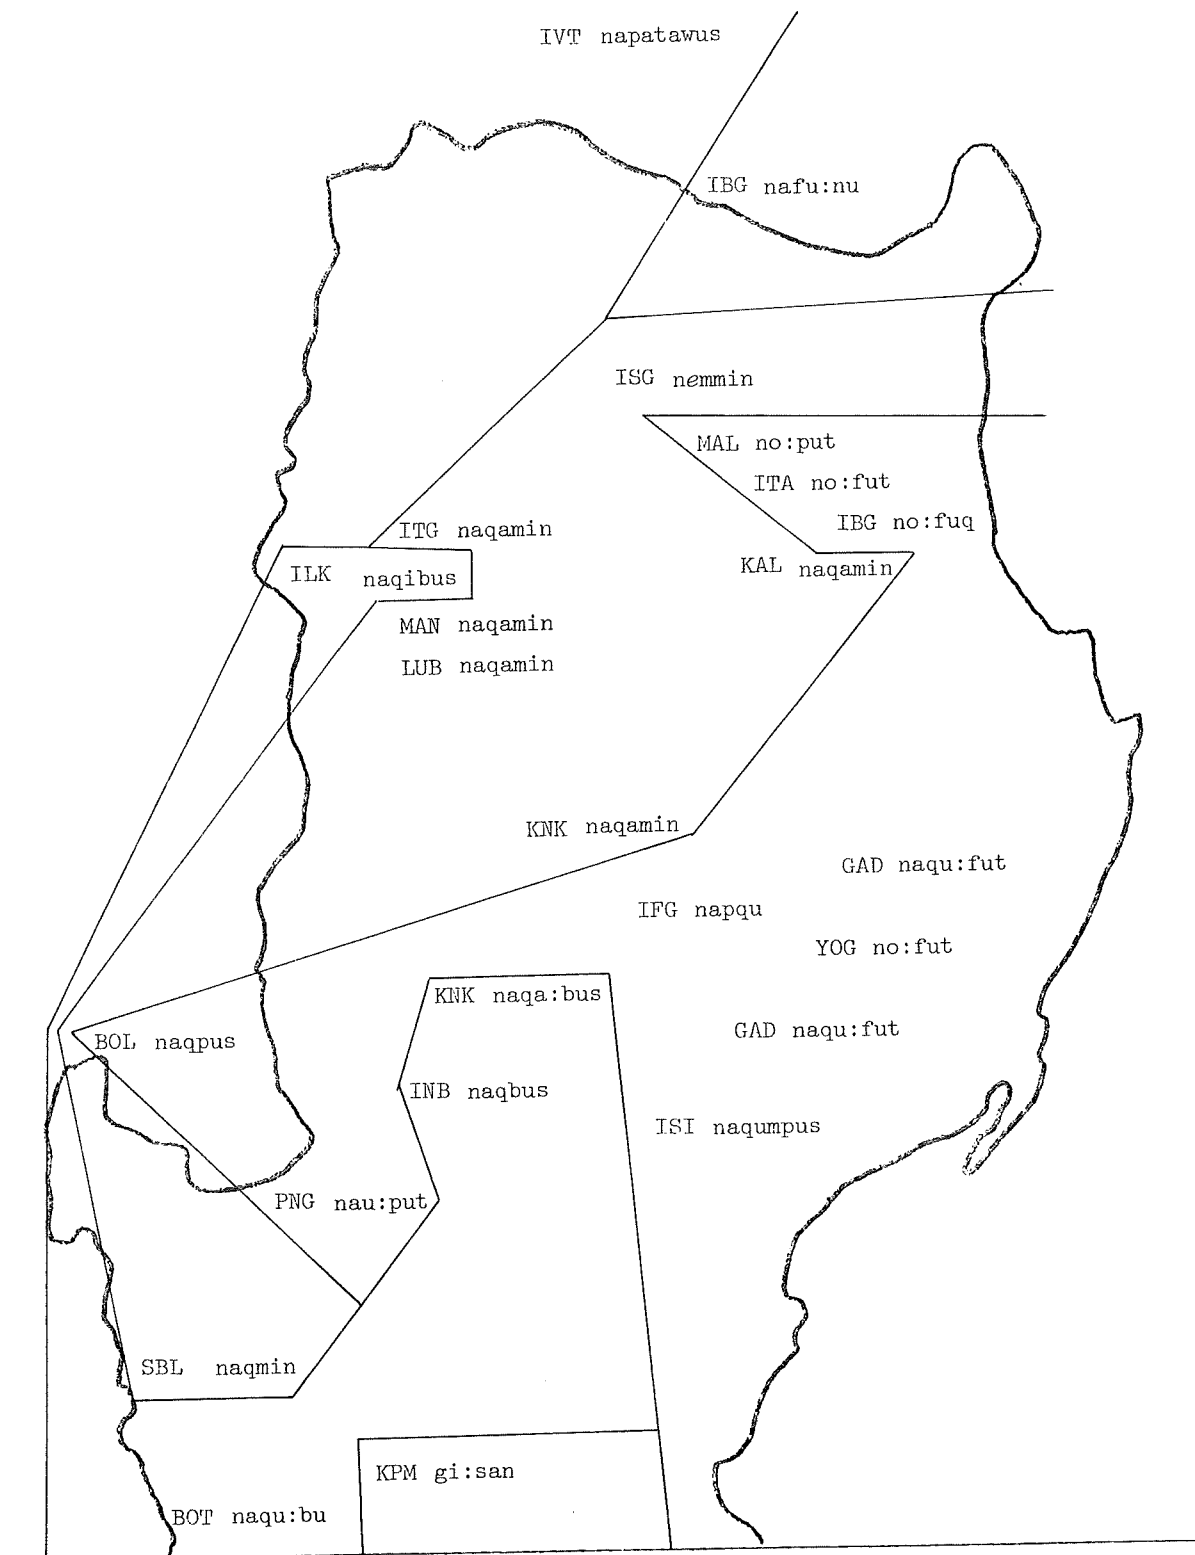 IVT napatawus
IBG nafu:nu
ISG nemmin
MAL no:put
ITA no:fut
IBG no:fuq
ITG naqamin
KAL naqamin
ILK naqibus
MAN naqamin
LUB naqamin
KNK naqamin
GAD naqu:fut
IFG napqu
YOG no:fut
KNK naqa:bus
GAD naqu:fut
BOL naqpus
INB naqbus
ISI naqumpus
PNG nau:put
SBL naqmin
KPM gi:san
BOT naqu:bu